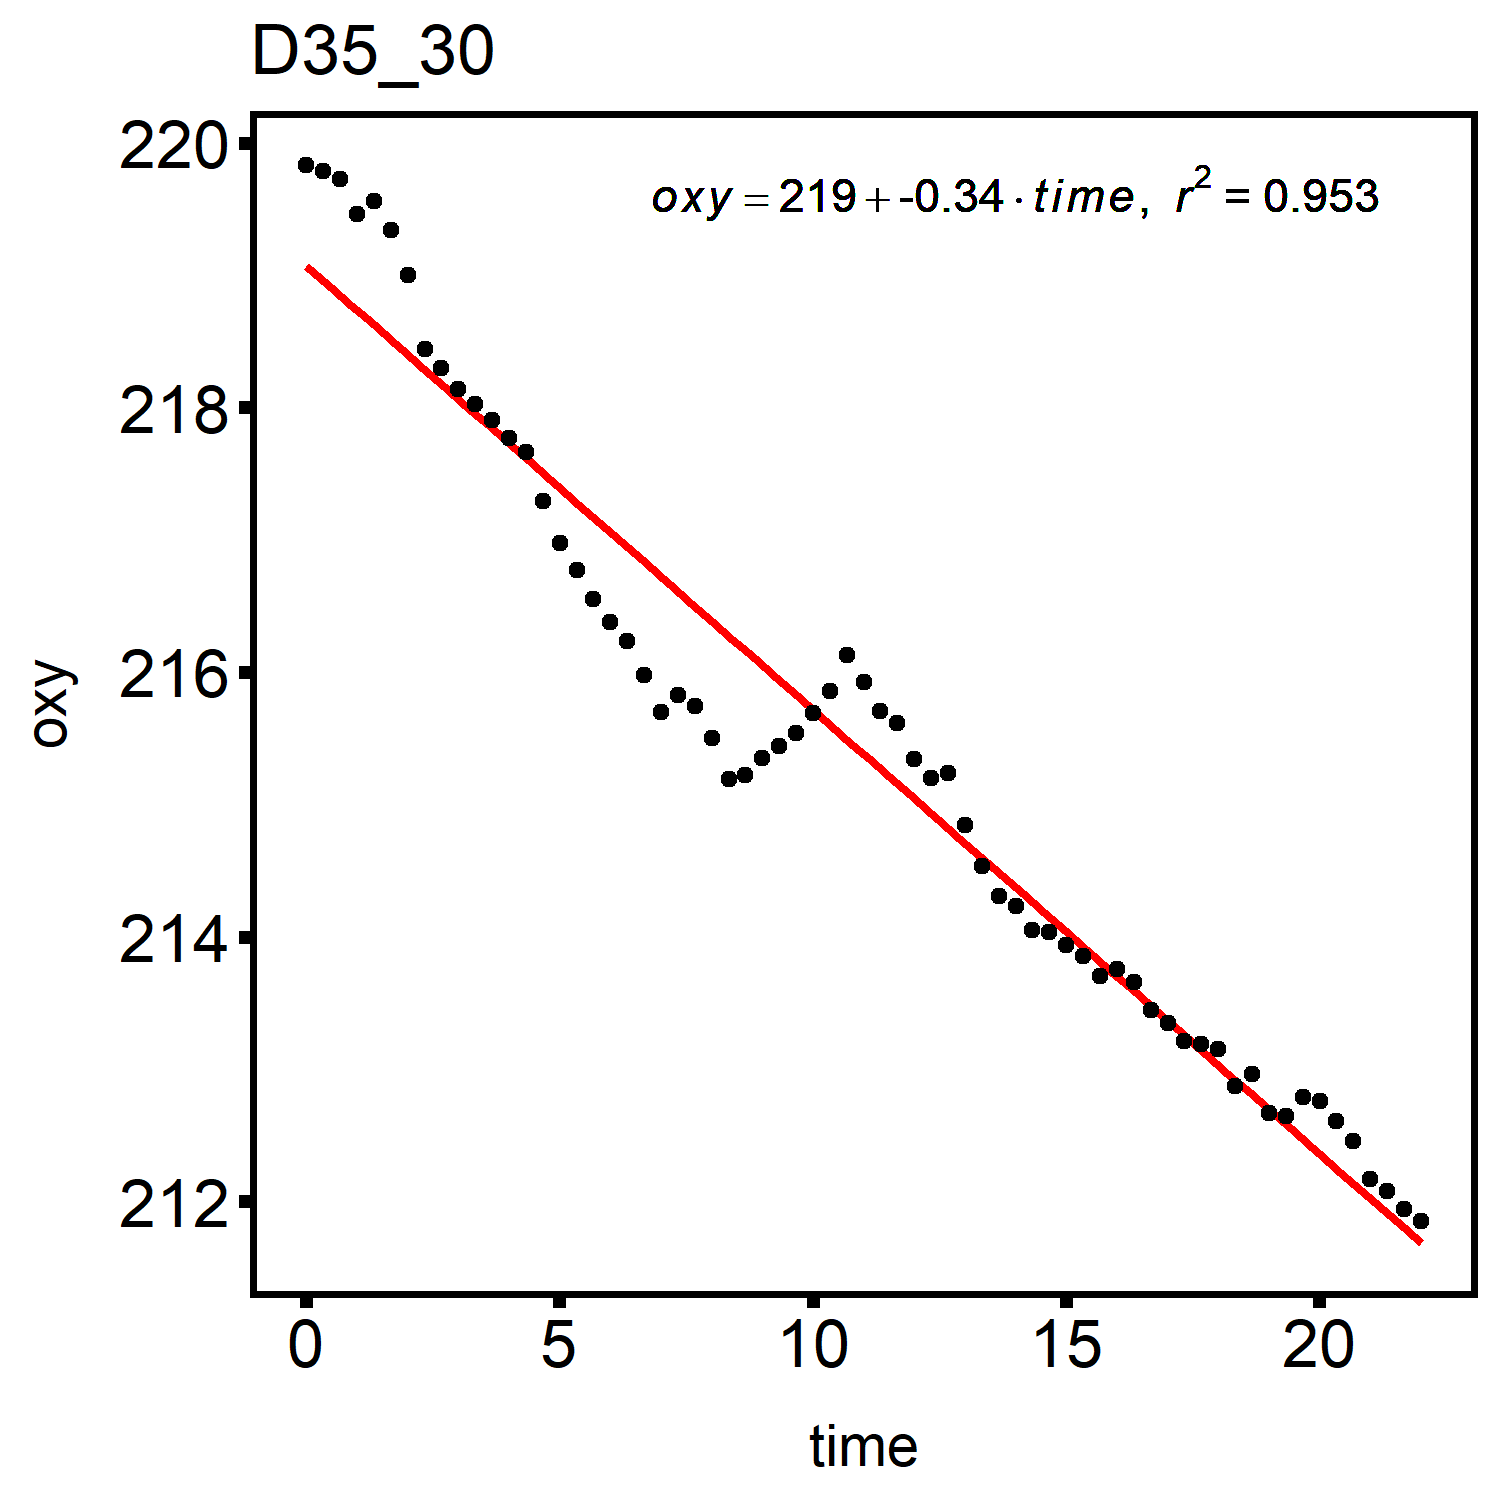 D35_30
oxy = 219 + -0.34 · time, r² = 0.953
220
218
216
214
212
oxy
0 5 10 15 20
time